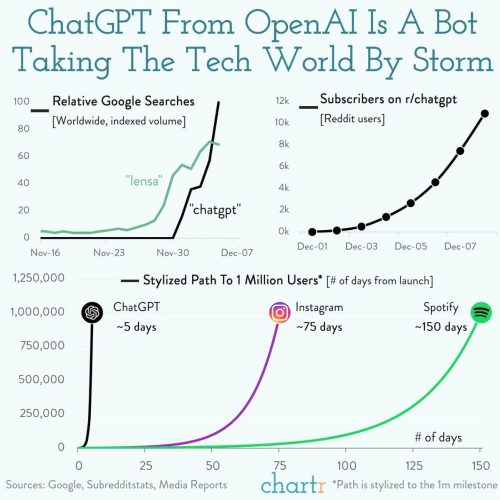 ChatGPT From OpenAI Is A Bot
Taking The Tech World By Storm
Relative Google Searches
[Worldwide, indexed volume]
100
80
60
40
20
0
"lensa"
"chatgpt"
Nov-16 Nov-23 Nov-30 Dec-07
Subscribers on r/chatgpt
[Reddit users]
12k
10k
8k
6k
4k
2k
0k
Dec-01 Dec-03 Dec-05 Dec-07
Stylized Path To 1 Million Users* [# of days from launch]
1,250,000
1,000,000
750,000
500,000
250,000
0
ChatGPT
~5 days
Instagram
~75 days
Spotify
~150 days
# of days
0 25 50 75 100 125 150
Sources: Google, Subredditstats, Media Reports
chartr
*Path is stylized to the 1m milestone